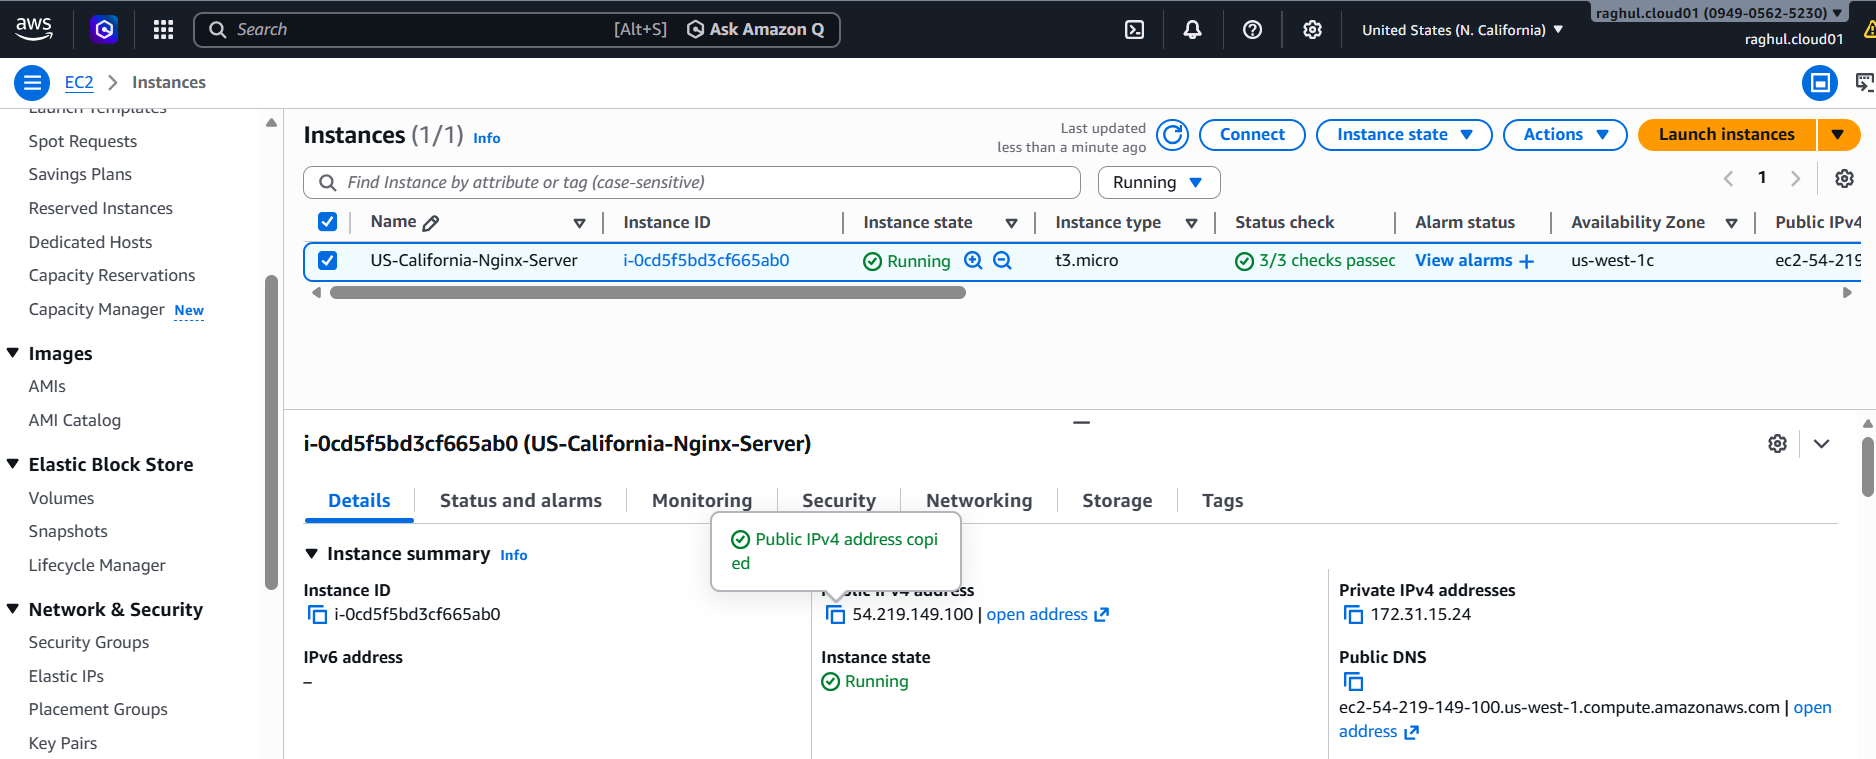 aws
Search [Alt+S] Ask Amazon Q
United States (N. California)
raghul.cloud01 (0949-0562-5230)
raghul.cloud01
EC2 Instances
Launch Templates
Spot Requests
Savings Plans
Reserved Instances
Dedicated Hosts
Capacity Reservations
Capacity Manager New
Images
AMIs
AMI Catalog
Elastic Block Store
Volumes
Snapshots
Lifecycle Manager
Network & Security
Security Groups
Elastic IPs
Placement Groups
Key Pairs
Instances (1/1) Info
Last updated
less than a minute ago
Connect Instance state Actions Launch instances
Find Instance by attribute or tag (case-sensitive) Running 1
Name Instance ID Instance state Instance type Status check Alarm status Availability Zone Public IPv4
US-California-Nginx-Server i-0cd5f5bd3cf665ab0 Running t3.micro 3/3 checks passed View alarms + us-west-1c ec2-54-219
i-0cd5f5bd3cf665ab0 (US-California-Nginx-Server)
Details Status and alarms Monitoring Security Networking Storage Tags
Public IPv4 address copi
ed
Instance summary Info
Instance ID
i-0cd5f5bd3cf665ab0
Public IPv4 address
54.219.149.100 | open address
Private IPv4 addresses
172.31.15.24
IPv6 address
–
Instance state
Running
Public DNS
ec2-54-219-149-100.us-west-1.compute.amazonaws.com | open
address